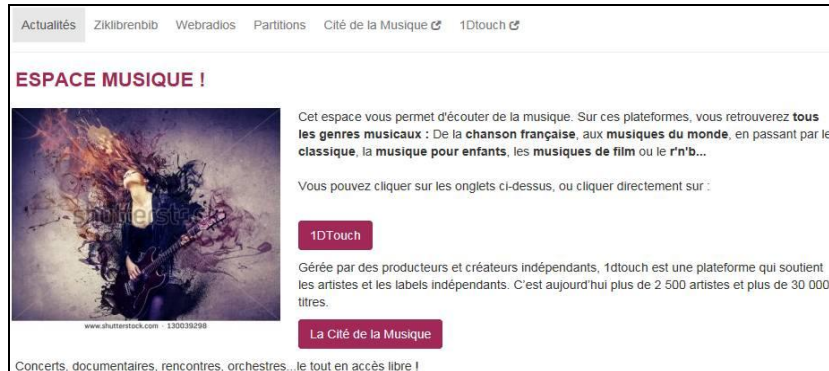 Actualités Ziklibrenbib Webradios Partitions Cité de la Musique 1Dtouch
ESPACE MUSIQUE !
Cet espace vous permet d'écouter de la musique. Sur ces plateformes, vous retrouverez tous
les genres musicaux : De la chanson française, aux musiques du monde, en passant par le
classique, la musique pour enfants, les musiques de film ou le r'n'b...
Vous pouvez cliquer sur les onglets ci-dessus, ou cliquer directement sur :
shutterstock
1DTouch
Gérée par des producteurs et créateurs indépendants, 1dtouch est une plateforme qui soutient
les artistes et les labels indépendants. C'est aujourd'hui plus de 2 500 artistes et plus de 30 000
titres.
www.shutterstock.com · 130039298
La Cité de la Musique
Concerts, documentaires, rencontres, orchestres...le tout en accès libre !